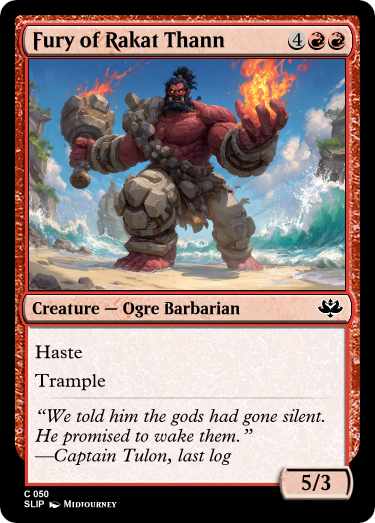 Fury of Rakat Thann 4
Creature — Ogre Barbarian
Haste
Trample
“We told him the gods had gone silent.
He promised to wake them.”
—Captain Tulon, last log
5/3
C 050
SLIP Midjourney